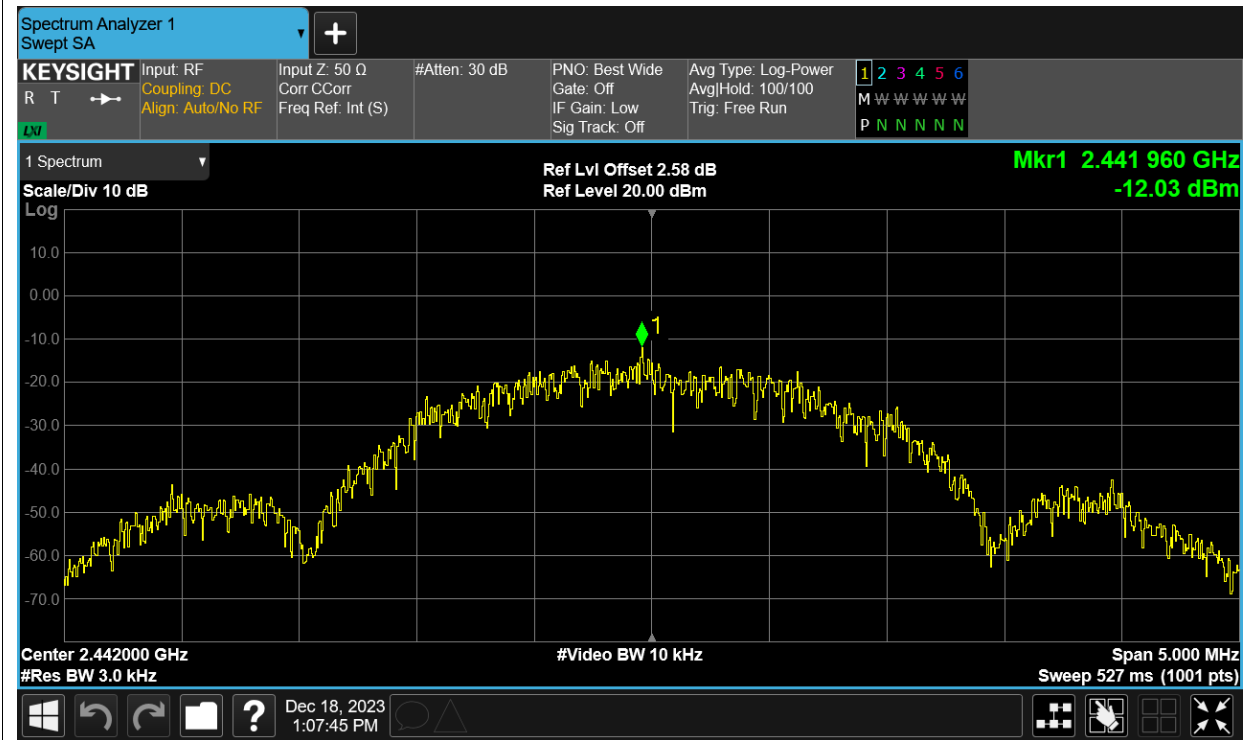 Spectrum Analyzer 1
Swept SA
KEYSIGHT
R T
LXI
Input: RF
Coupling: DC
Align: Auto/No RF
Input Z: 50 Ω
Corr CCorr
Freq Ref: Int (S)
#Atten: 30 dB
PNO: Best Wide
Gate: Off
IF Gain: Low
Sig Track: Off
Avg Type: Log-Power
Avg|Hold: 100/100
Trig: Free Run
1 2 3 4 5 6
M W W W W W
P N N N N N
1 Spectrum
Scale/Div 10 dB
Ref Lvl Offset 2.58 dB
Ref Level 20.00 dBm
Mkr1 2.441 960 GHz
-12.03 dBm
Log
10.0
0.00
-10.0
-20.0
-30.0
-40.0
-50.0
-60.0
-70.0
1
Center 2.442000 GHz
#Res BW 3.0 kHz
#Video BW 10 kHz
Span 5.000 MHz
Sweep 527 ms (1001 pts)
?
Dec 18, 2023
1:07:45 PM